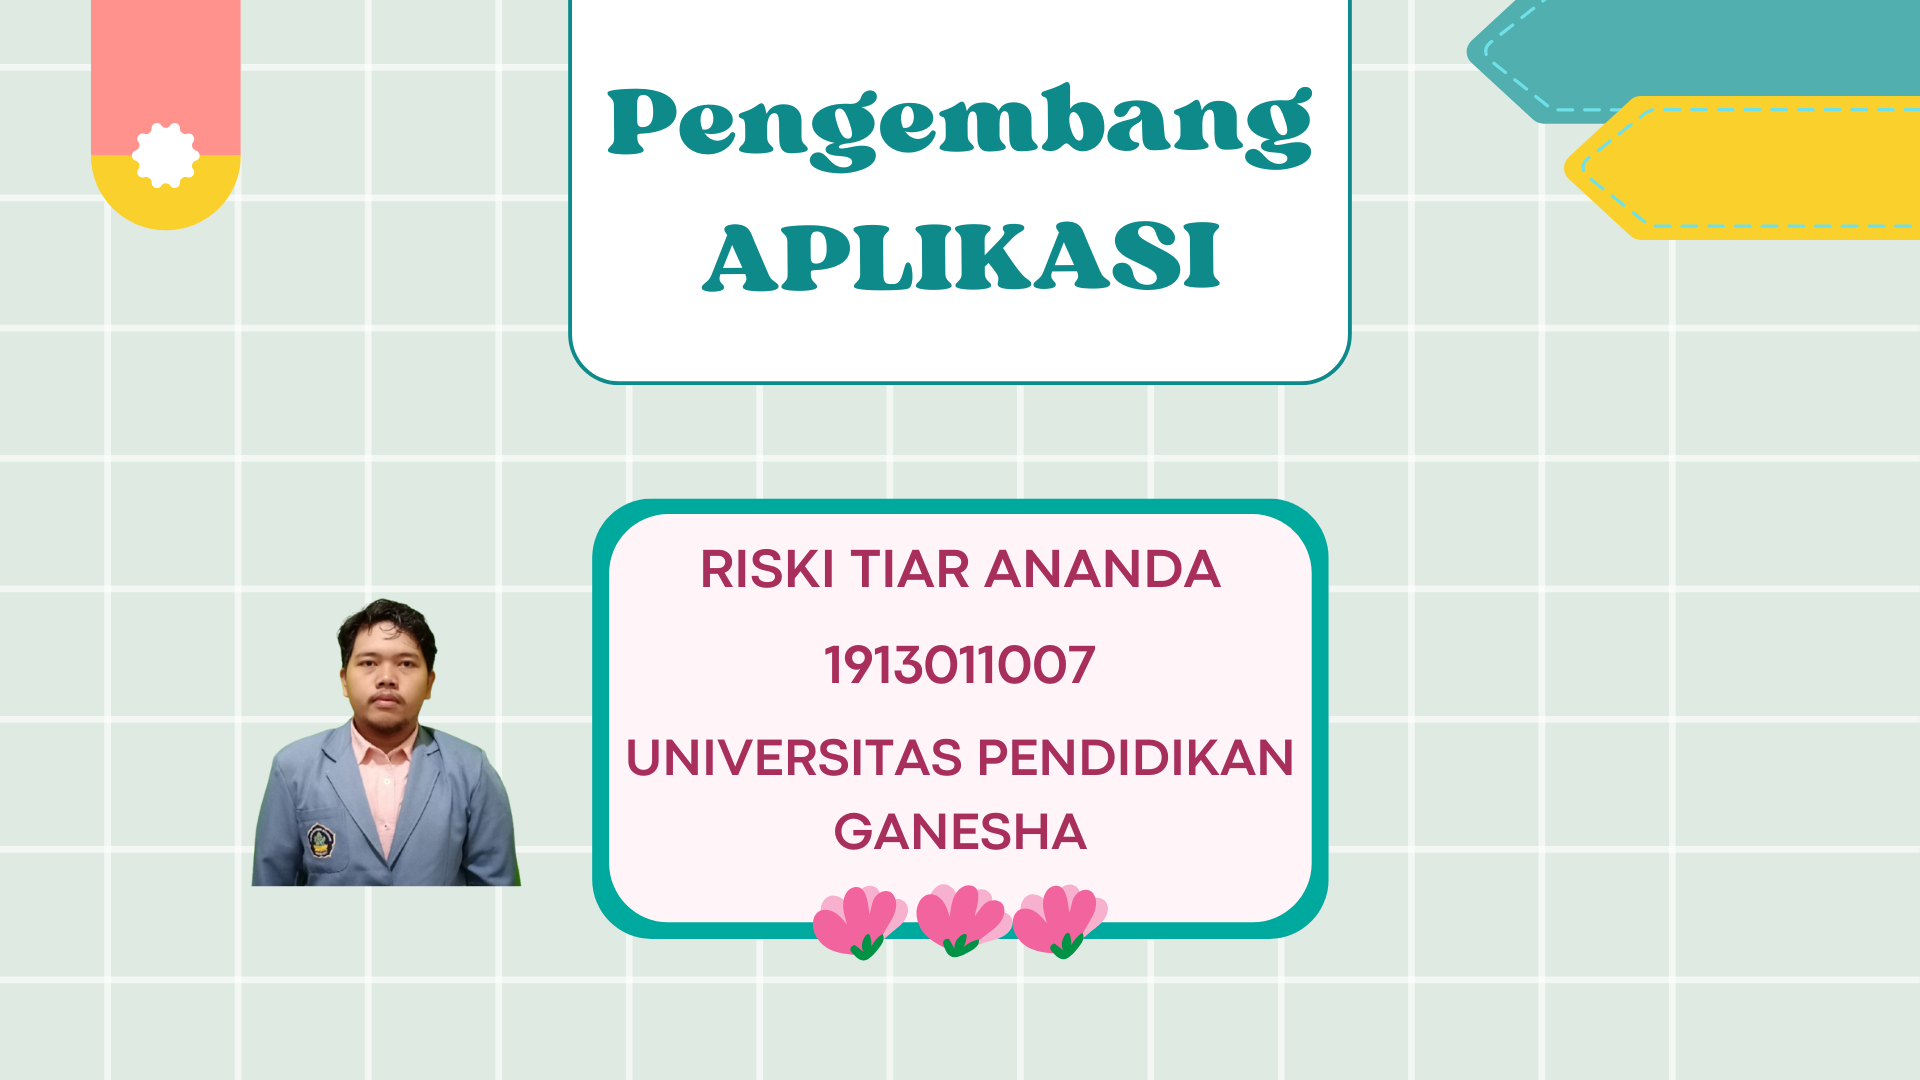 Pengembang
APLIKASI
RISKI TIAR ANANDA
1913011007
UNIVERSITAS PENDIDIKAN
GANESHA